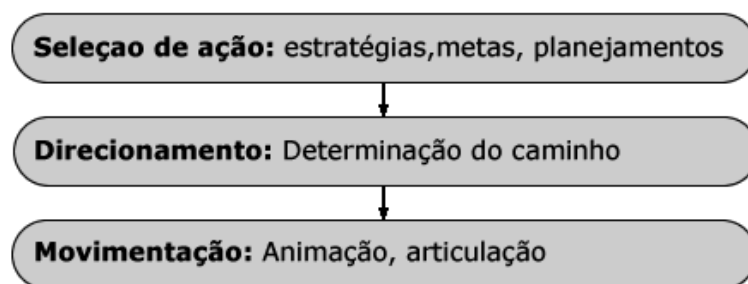 Seleçao de ação: estratégias,metas, planejamentos
Direcionamento: Determinação do caminho
Movimentação: Animação, articulação